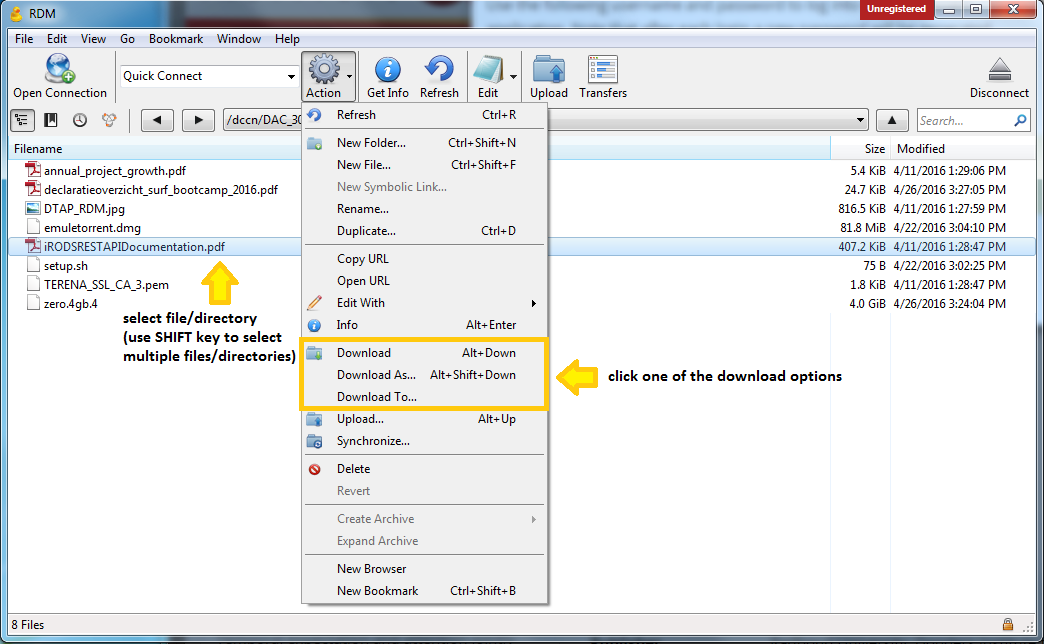 RDM
Unregistered
File Edit View Go Bookmark Window Help
Open Connection
Quick Connect
Action
Get Info
Refresh
Edit
Upload
Transfers
Disconnect
/dccn/DAC_30
Search...
Filename Size Modified
annual_project_growth.pdf 5.4 KiB 4/11/2016 1:29:06 PM
declaratieoverzicht_surf_bootcamp_2016.pdf 24.7 KiB 4/26/2016 3:27:05 PM
DTAP_RDM.jpg 816.5 KiB 4/11/2016 1:27:59 PM
emuletorrent.dmg 81.8 MiB 4/22/2016 3:04:10 PM
iRODSRESTAPIDocumentation.pdf 407.2 KiB 4/11/2016 1:28:47 PM
setup.sh 75 B 4/22/2016 3:02:25 PM
TERENA_SSL_CA_3.pem 1.8 KiB 4/11/2016 1:28:47 PM
zero.4gb.4 4.0 GiB 4/26/2016 3:24:04 PM
select file/directory
(use SHIFT key to select
multiple files/directories)
Refresh Ctrl+R
New Folder... Ctrl+Shift+N
New File... Ctrl+Shift+F
New Symbolic Link...
Rename...
Duplicate... Ctrl+D
Copy URL
Open URL
Edit With
Info Alt+Enter
Download Alt+Down
Download As... Alt+Shift+Down
Download To...
Upload... Alt+Up
Synchronize...
Delete
Revert
Create Archive
Expand Archive
New Browser
New Bookmark Ctrl+Shift+B
click one of the download options
8 Files